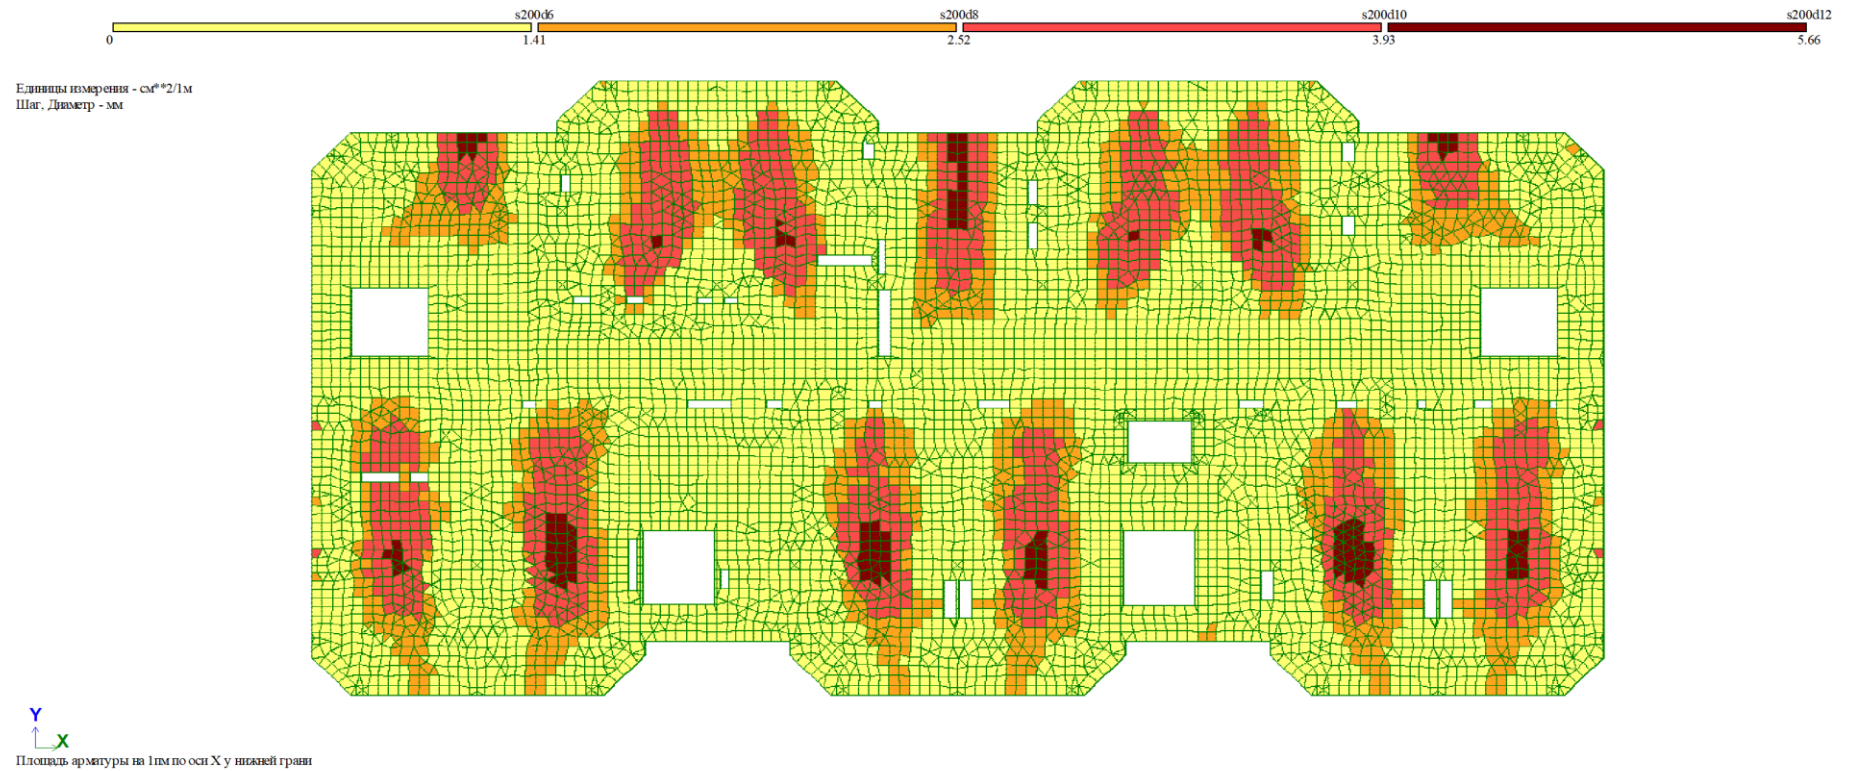 s200d6 s200d8 s200d10 s200d12
0 1.41 2.52 3.93 5.66
Единицы измерения - см**2/1м
Шаг, Диаметр - мм
Y
X
Площадь арматуры на 1пм по оси X у нижней грани